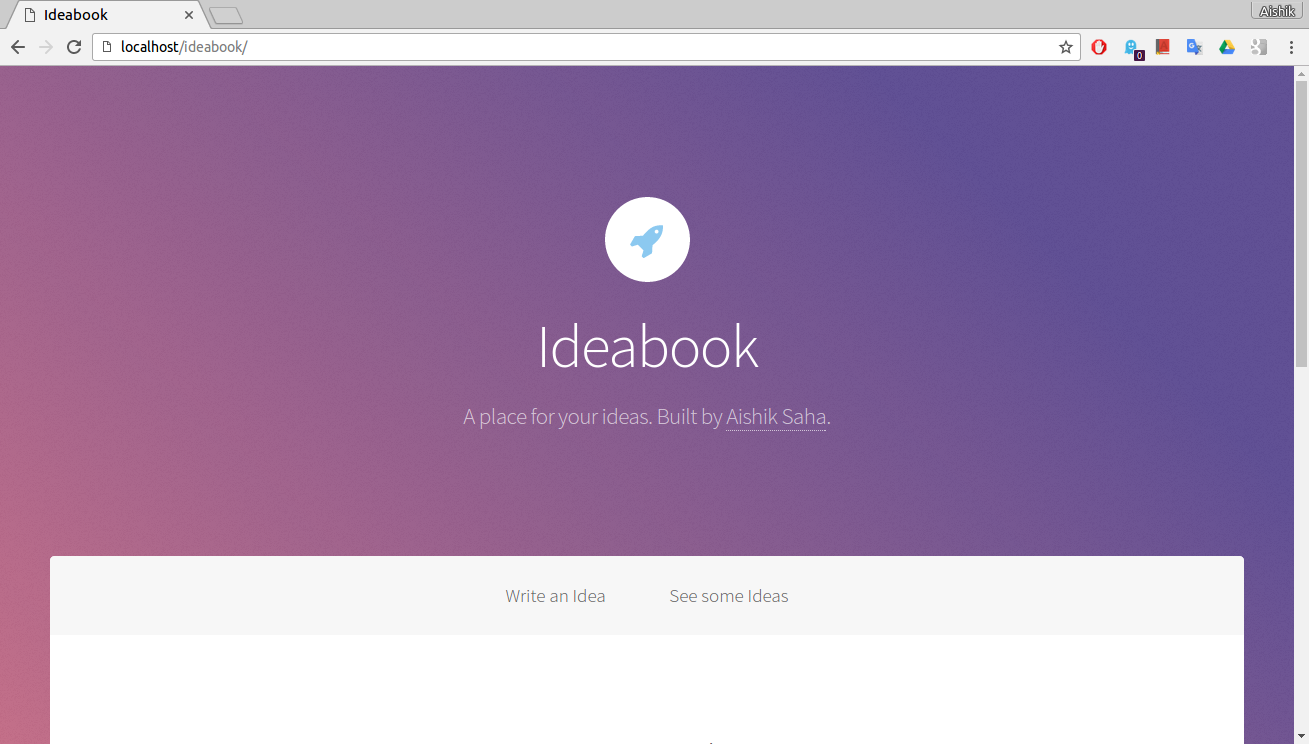 Ideabook
Aishik
localhost/ideabook/
0
Ideabook
A place for your ideas. Built by Aishik Saha.
Write an Idea
See some Ideas